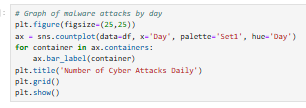 # Graph of malware attacks by day
plt.figure(figsize=(25,25))
ax = sns.countplot(data=df, x='Day', palette='Set1', hue='Day')
for container in ax.containers:
    ax.bar_label(container)
plt.title('Number of Cyber Attacks Daily')
plt.grid()
plt.show()